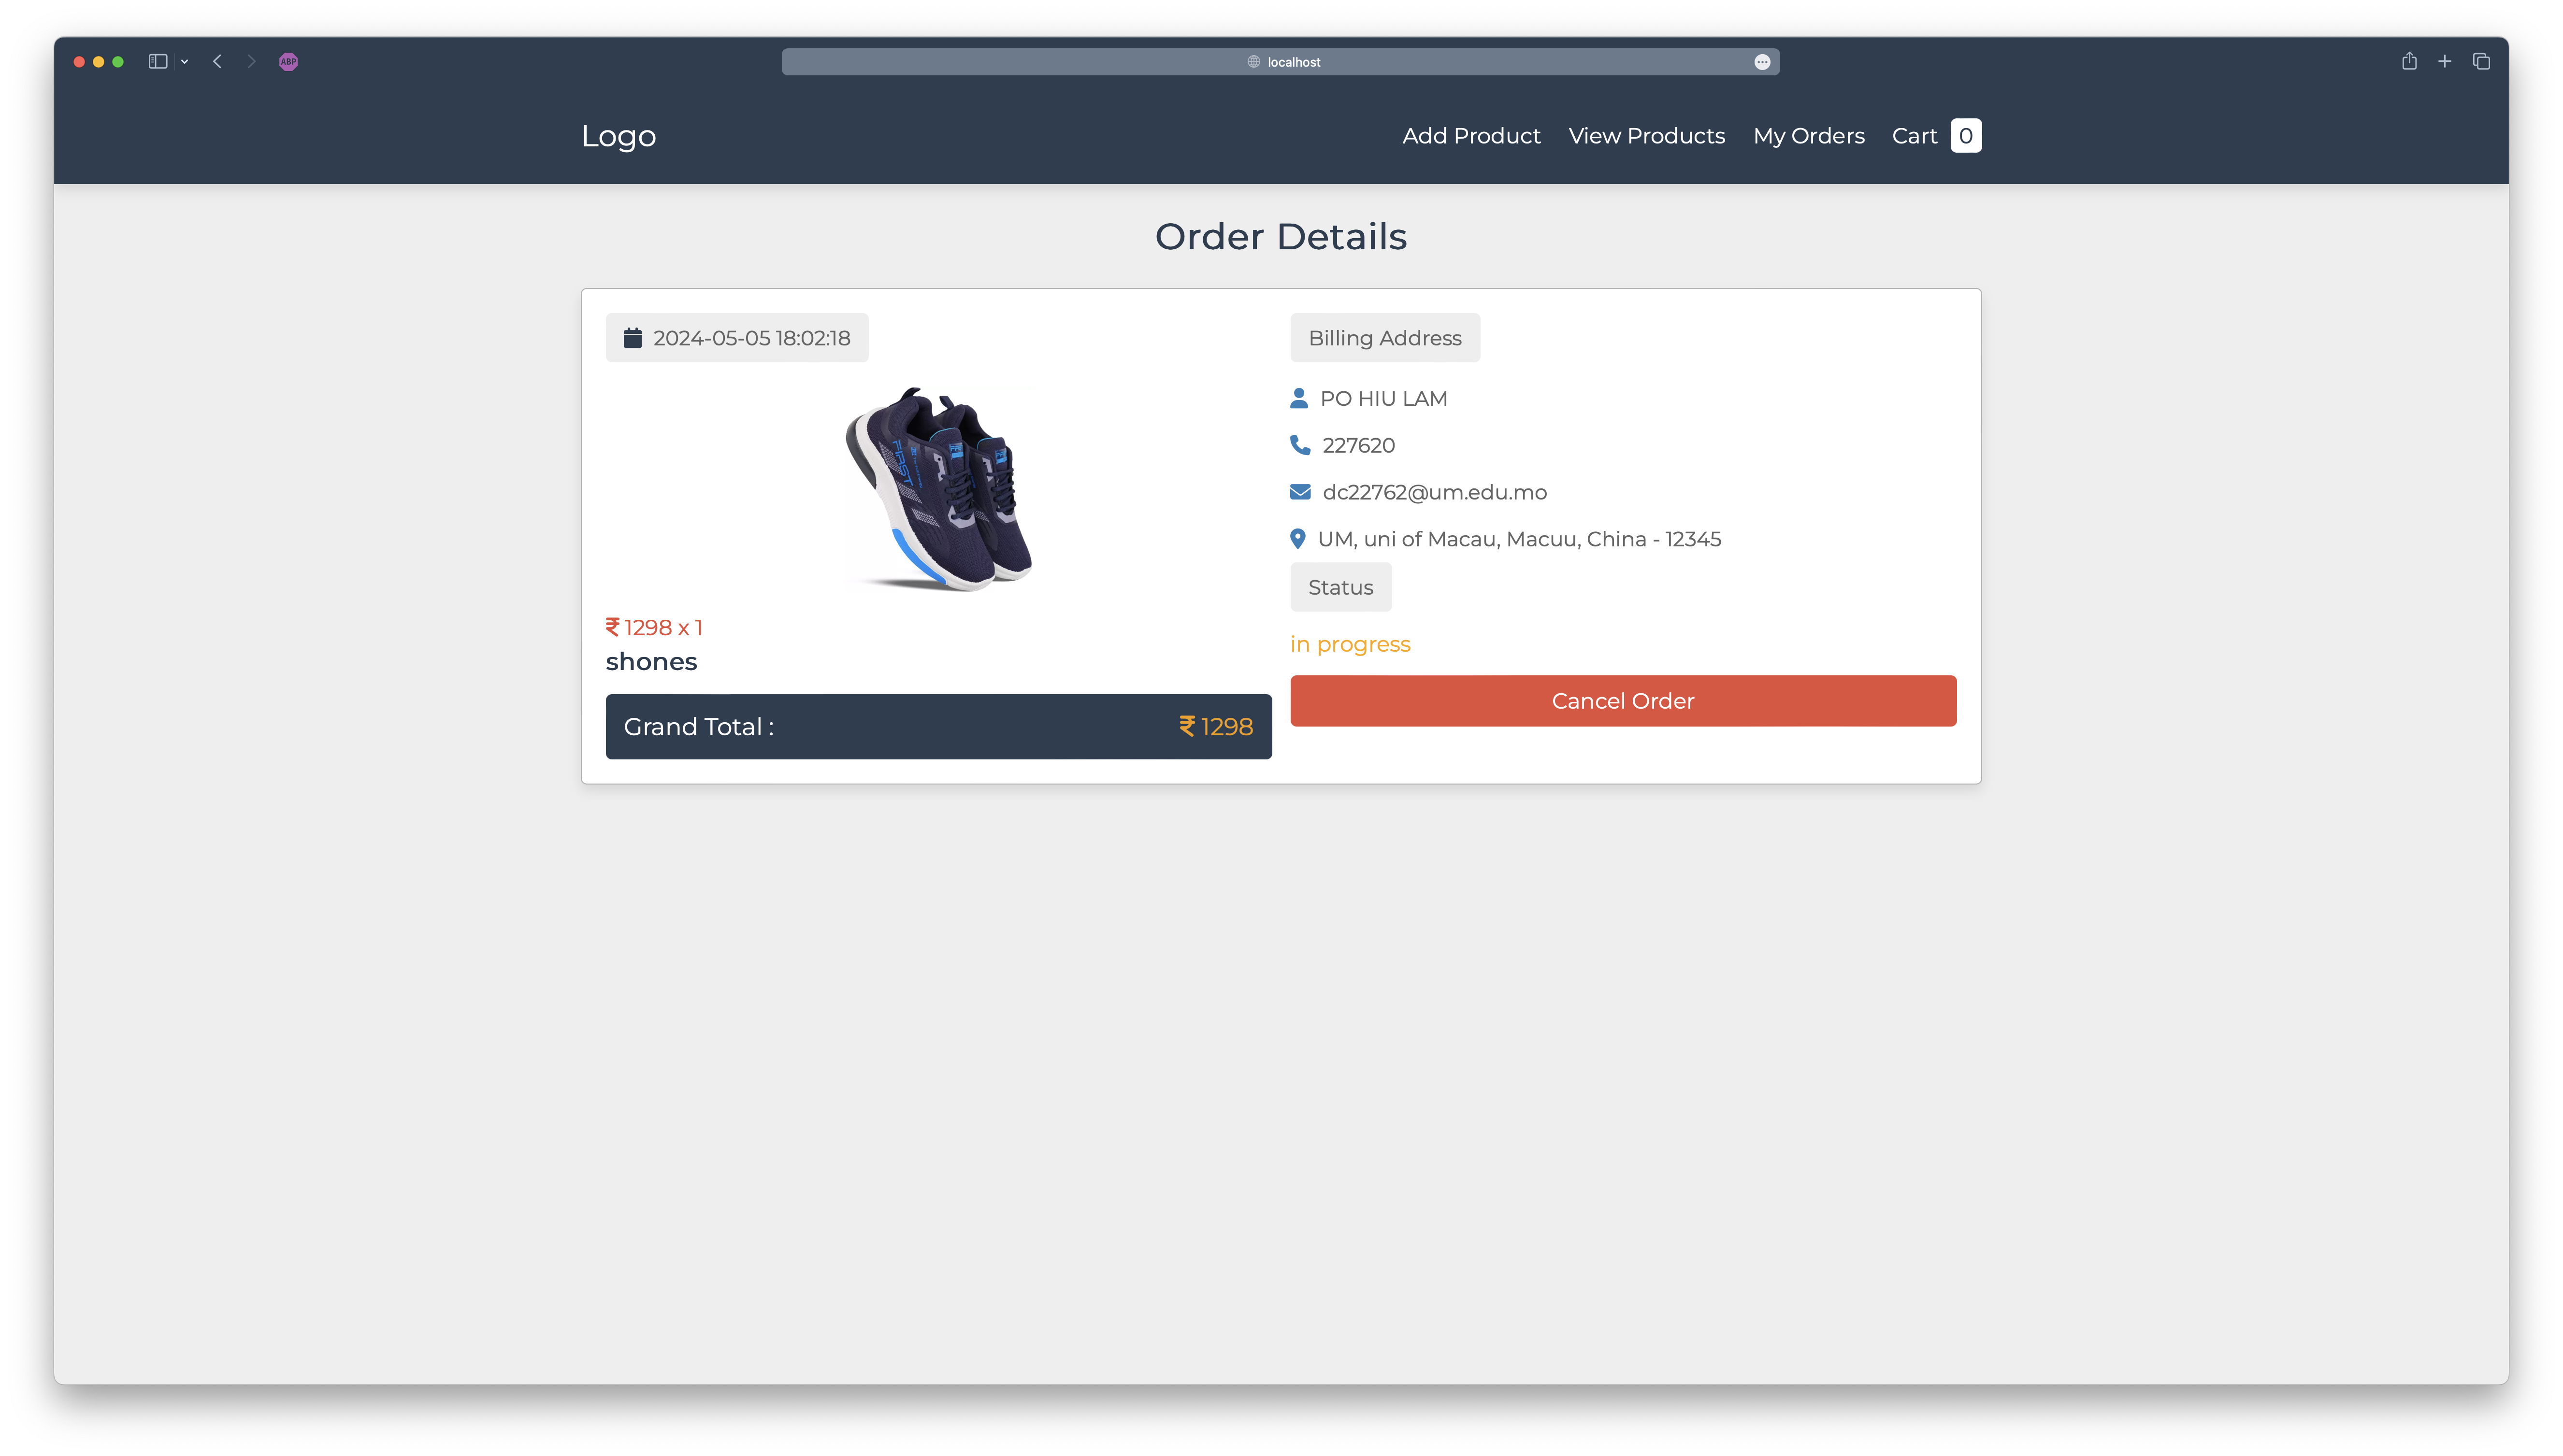 ABP
localhost
Logo
Add Product
View Products
My Orders
Cart 0
Order Details
2024-05-05 18:02:18
FIRST
₹ 1298 x 1
shones
Grand Total :
₹ 1298
Billing Address
PO HIU LAM
227620
dc22762@um.edu.mo
UM, uni of Macau, Macuu, China - 12345
Status
in progress
Cancel Order